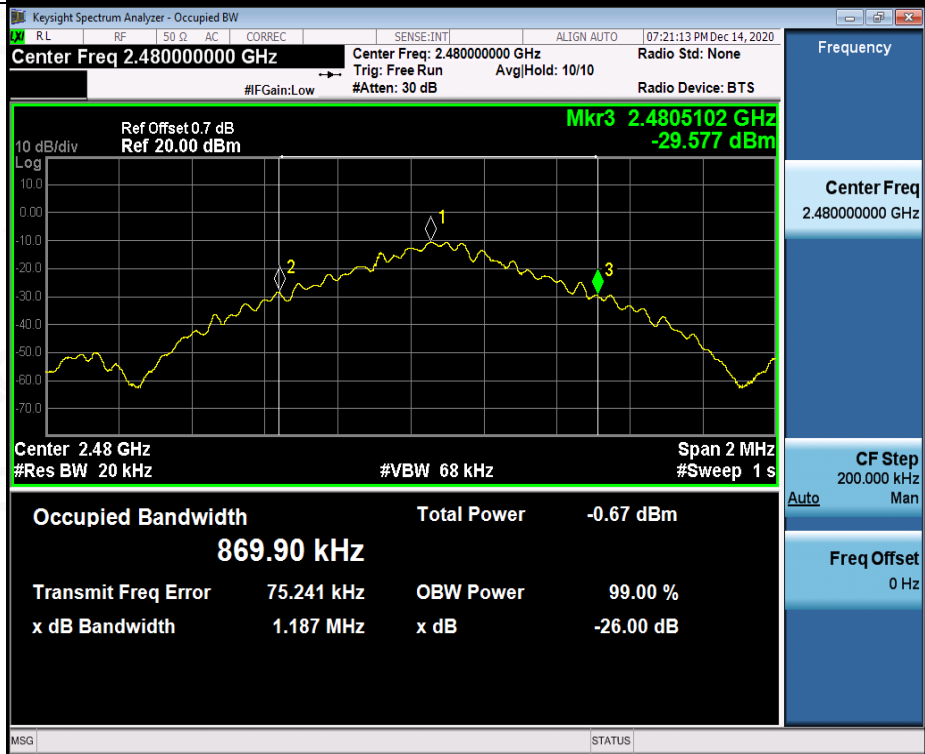 Keysight Spectrum Analyzer - Occupied BW
LXI RL RF 50 Ω AC CORREC SENSE:INT ALIGN AUTO 07:21:13 PM Dec 14, 2020
Center Freq 2.480000000 GHz
Center Freq: 2.480000000 GHz
Radio Std: None
Trig: Free Run Avg|Hold: 10/10
#IFGain:Low #Atten: 30 dB
Radio Device: BTS
Mkr3 2.4805102 GHz
-29.577 dBm
Ref Offset 0.7 dB
10 dB/div Ref 20.00 dBm
Log
10.0
0.00
-10.0
-20.0
-30.0
-40.0
-50.0
-60.0
-70.0
1
2
3
Center 2.48 GHz Span 2 MHz
#Res BW 20 kHz #VBW 68 kHz #Sweep 1 s
Occupied Bandwidth Total Power -0.67 dBm
869.90 kHz
Transmit Freq Error 75.241 kHz OBW Power 99.00 %
x dB Bandwidth 1.187 MHz x dB -26.00 dB
Frequency
Center Freq
2.480000000 GHz
CF Step
200.000 kHz
Auto Man
Freq Offset
0 Hz
MSG STATUS